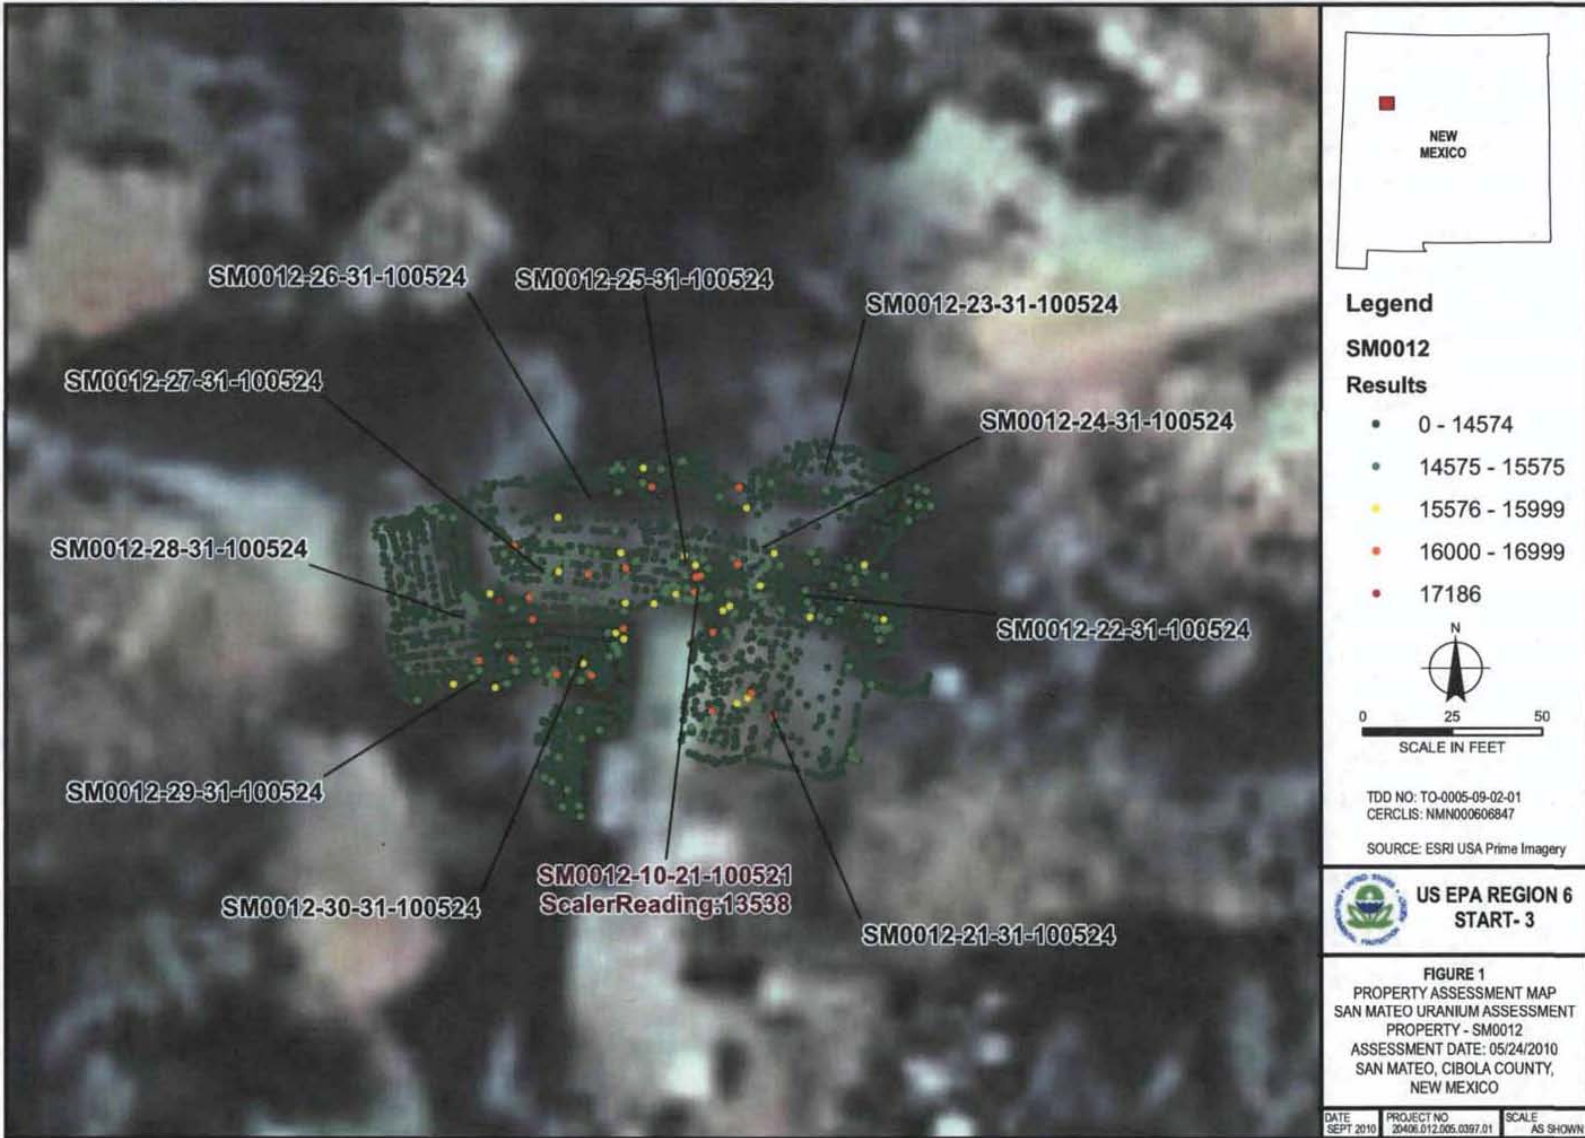 SM0012-26-31-100524
SM0012-25-31-100524
SM0012-23-31-100524
SM0012-27-31-100524
SM0012-24-31-100524
SM0012-28-31-100524
SM0012-22-31-100524
SM0012-29-31-100524
SM0012-10-21-100521
ScalerReading:13538
SM0012-30-31-100524
SM0012-21-31-100524
NEW
MEXICO
Legend
SM0012
Results
0 - 14574
14575 - 15575
15576 - 15999
16000 - 16999
17186
N
0 25 50
SCALE IN FEET
TDD NO: TO-0005-09-02-01
CERCLIS: NMN000606847
SOURCE: ESRI USA Prime Imagery
US EPA REGION 6
START- 3
FIGURE 1
PROPERTY ASSESSMENT MAP
SAN MATEO URANIUM ASSESSMENT
PROPERTY - SM0012
ASSESSMENT DATE: 05/24/2010
SAN MATEO, CIBOLA COUNTY,
NEW MEXICO
DATE PROJECT NO SCALE
SEPT 2010 20406.012.005.0397.01 AS SHOWN